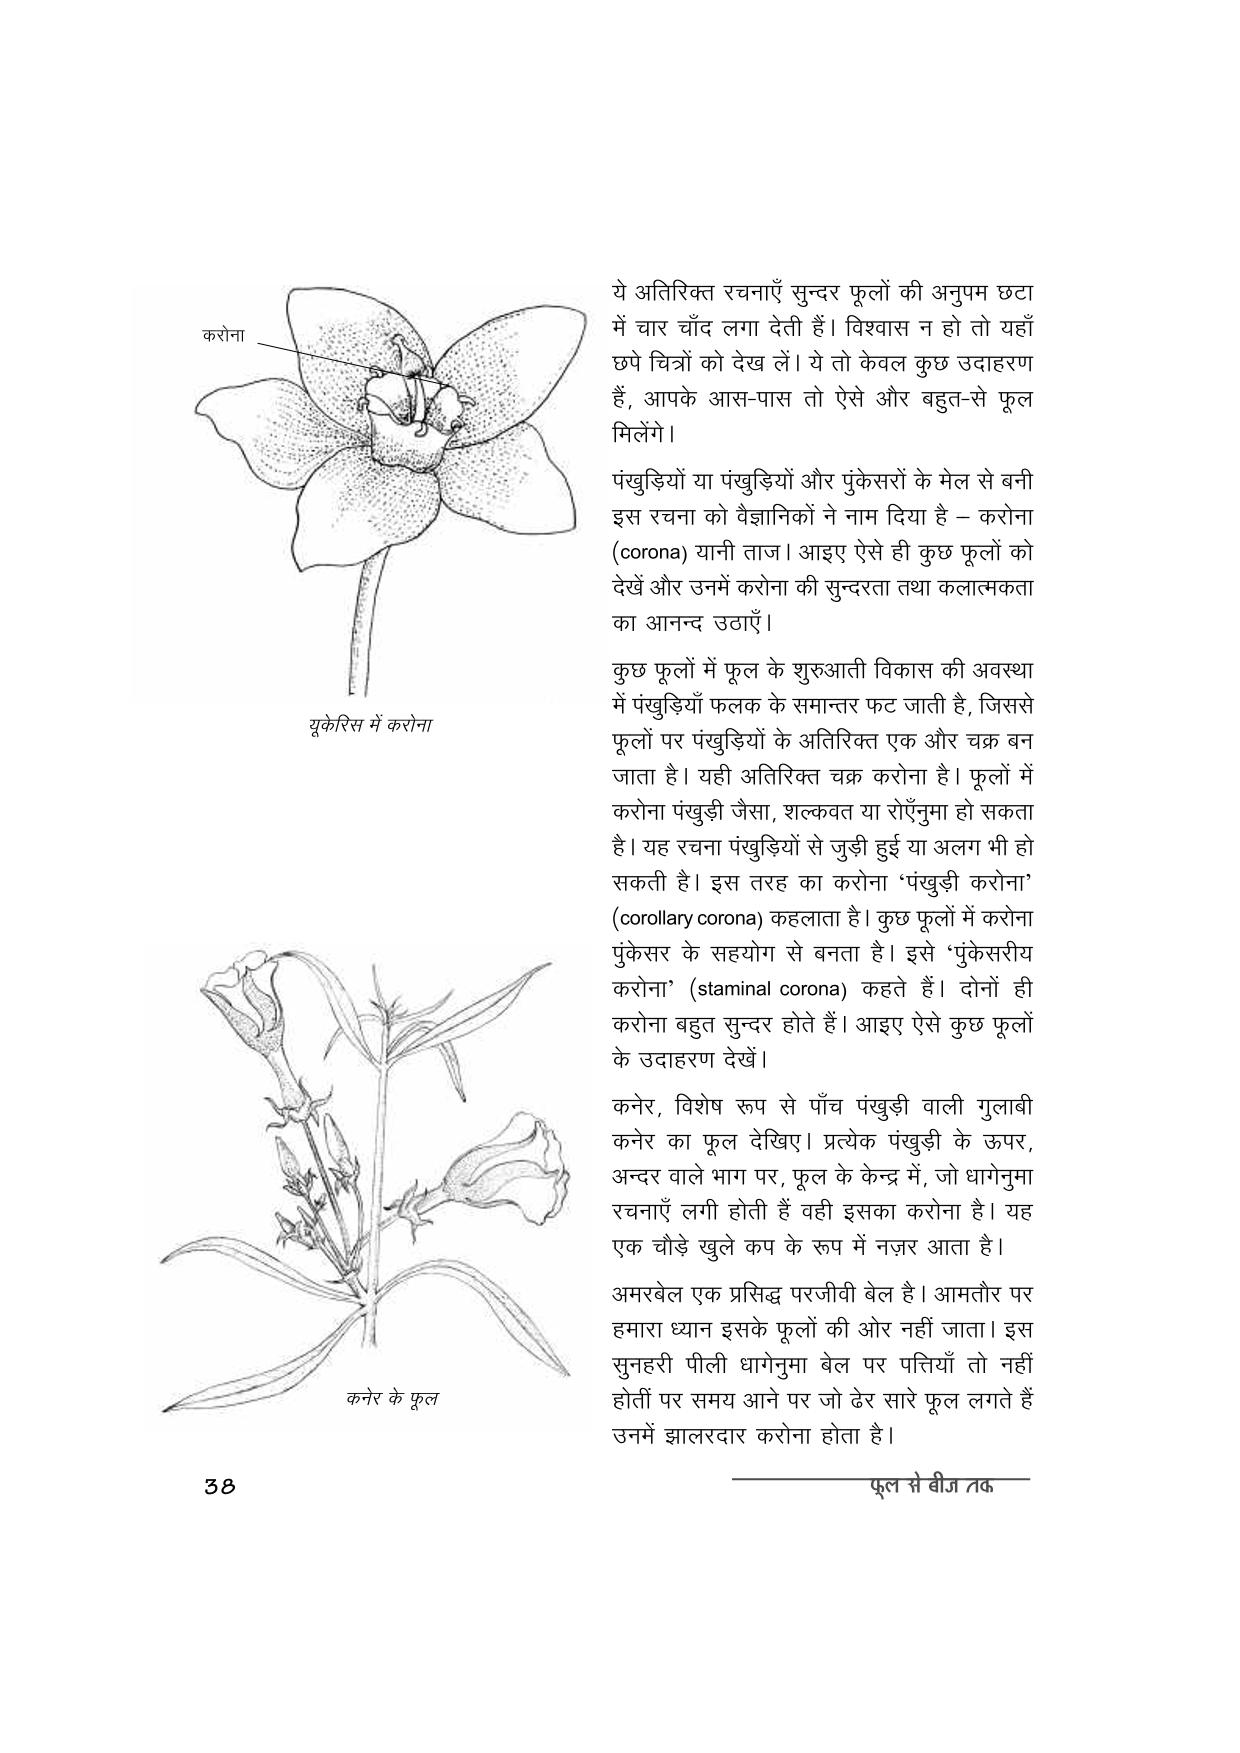 करोना
यूकेरिस में करोना
कनेर के फूल
ये अतिरिक्त रचनाएँ सुन्दर फूलों की अनुपम छटा
में चार चाँद लगा देती हैं। विश्वास न हो तो यहाँ
छपे चित्रों को देख लें। ये तो केवल कुछ उदाहरण
हैं, आपके आस-पास तो ऐसे और बहुत-से फूल
मिलेंगे।
पंखुड़ियों या पंखुड़ियों और पुंकेसरों के मेल से बनी
इस रचना को वैज्ञानिकों ने नाम दिया है – करोना
(corona) यानी ताज। आइए ऐसे ही कुछ फूलों को
देखें और उनमें करोना की सुन्दरता तथा कलात्मकता
का आनन्द उठाएँ।
कुछ फूलों में फूल के शुरुआती विकास की अवस्था
में पंखुड़ियाँ फलक के समान्तर फट जाती है, जिससे
फूलों पर पंखुड़ियों के अतिरिक्त एक और चक्र बन
जाता है। यही अतिरिक्त चक्र करोना है। फूलों में
करोना पंखुड़ी जैसा, शल्कवत या रोएँनुमा हो सकता
है। यह रचना पंखुड़ियों से जुड़ी हुई या अलग भी हो
सकती है। इस तरह का करोना ‘पंखुड़ी करोना’
(corollary corona) कहलाता है। कुछ फूलों में करोना
पुंकेसर के सहयोग से बनता है। इसे ‘पुंकेसरीय
करोना’ (staminal corona) कहते हैं। दोनों ही
करोना बहुत सुन्दर होते हैं। आइए ऐसे कुछ फूलों
के उदाहरण देखें।
कनेर, विशेष रूप से पाँच पंखुड़ी वाली गुलाबी
कनेर का फूल देखिए। प्रत्येक पंखुड़ी के ऊपर,
अन्दर वाले भाग पर, फूल के केन्द्र में, जो धागेनुमा
रचनाएँ लगी होती हैं वही इसका करोना है। यह
एक चौड़े खुले कप के रूप में नज़र आता है।
अमरबेल एक प्रसिद्ध परजीवी बेल है। आमतौर पर
हमारा ध्यान इसके फूलों की ओर नहीं जाता। इस
सुनहरी पीली धागेनुमा बेल पर पत्तियाँ तो नहीं
होतीं पर समय आने पर जो ढेर सारे फूल लगते हैं
उनमें झालरदार करोना होता है।
38
फूल से बीज तक